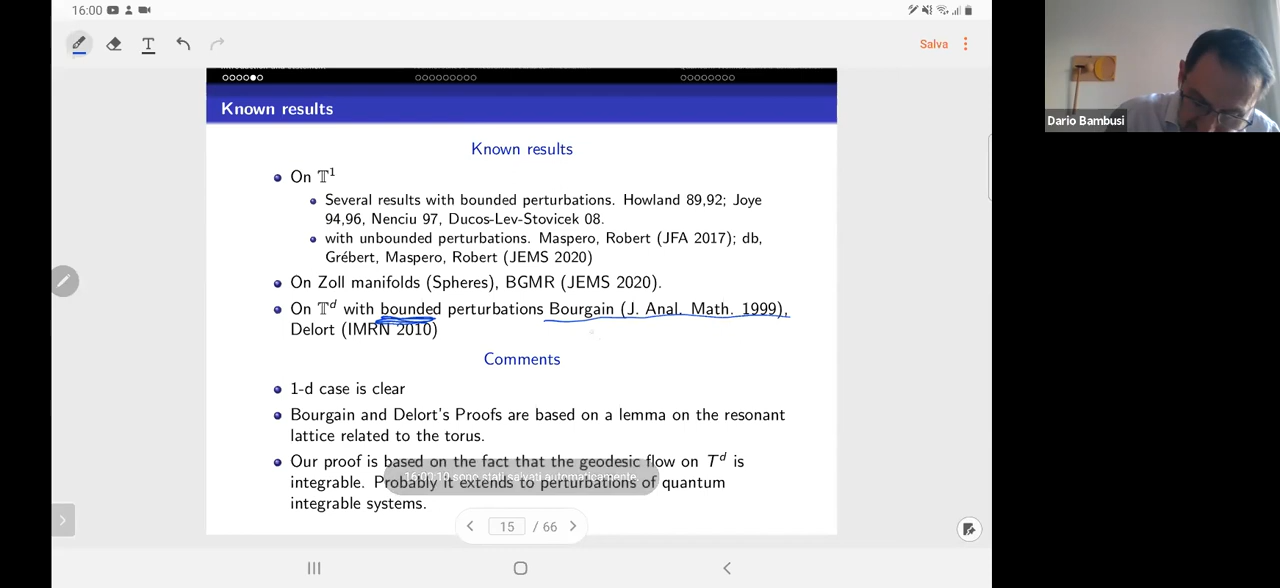 16:00
T
Salva
Known results
Known results
On 𝕋¹
Several results with bounded perturbations. Howland 89,92; Joye
94,96, Nenciu 97, Ducos-Lev-Stovicek 08.
with unbounded perturbations. Maspero, Robert (JFA 2017); db,
Grébert, Maspero, Robert (JEMS 2020)
On Zoll manifolds (Spheres), BGMR (JEMS 2020).
On 𝕋ᵈ with bounded perturbations Bourgain (J. Anal. Math. 1999),
Delort (IMRN 2010)
Comments
1-d case is clear
Bourgain and Delort's Proofs are based on a lemma on the resonant
lattice related to the torus.
Our proof is based on the fact that the geodesic flow on Tᵈ is
integrable. Probably it extends to perturbations of quantum
integrable systems.
sono stati salvati automaticamente.
15 / 66
Dario Bambusi